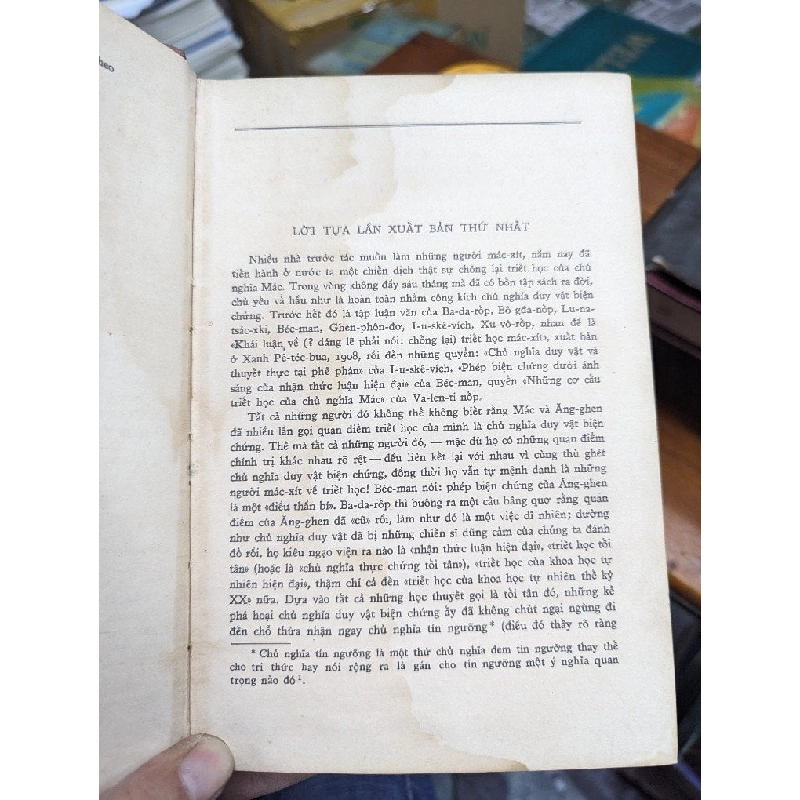 heo
LỜI TỰA LẦN XUẤT BẢN THỨ NHẤT
Nhiều nhà trước tác muốn làm những người mác-xít, năm nay đã
tiến hành ở nước ta một chiến dịch thật sự chống lại triết học của chủ
nghĩa Mác. Trong vòng không đầy sáu tháng mà đã có bốn tập sách ra đời,
chủ yếu và hầu như là hoàn toàn nhằm công kích chủ nghĩa duy vật biện
chứng. Trước hết đó là tập luận văn của Ba-da-rốp, Bô gđa-nốp, Lu-na-
tsác-xki, Béc-man, Ghen-phôn-đơ, I-u-skê-vích, Xu vô-rốp, nhan đề là
«Khái luận về (? đáng lẽ phải nói: chống lại) triết học mác-xít», xuất bản
ở Xanh Pê-téc-bua, 1908, rồi đến những quyển: «Chủ nghĩa duy vật và
thuyết thực tại phê phán» của I-u-skê-vích, «Phép biện chứng dưới ánh
sáng của nhận thức luận hiện đại» của Béc-man, quyển «Những cơ cấu
triết học của chủ nghĩa Mác» của Va-len-ti nốp.
Tất cả những người đó không thể không biết rằng Mác và Ăng-ghen
đã nhiều lần gọi quan điểm triết học của mình là chủ nghĩa duy vật biện
chứng. Thế mà tất cả những người đó, — mặc dù họ có những quan điểm
chính trị khác nhau rõ rệt — đều liên kết lại với nhau vì cùng thù ghét
chủ nghĩa duy vật biện chứng, đồng thời họ vẫn tự mệnh danh là những
người mác-xít về triết học! Béc-man nói: phép biện chứng của Ăng-ghen
là một «điều thần bí». Ba-da-rốp thì buông ra một câu bâng quơ rằng quan
điểm của Ăng-ghen đã «cũ» rồi, làm như đó là một việc dĩ nhiên; dường
như chủ nghĩa duy vật đã bị những chiến sĩ dũng cảm của chúng ta đánh
đổ rồi, họ kiêu ngạo viện ra nào là «nhận thức luận hiện đại», «triết học tối
tân» (hoặc là «chủ nghĩa thực chứng tối tân»), «triết học của khoa học tự
nhiên hiện đại», thậm chí cả đến «triết học của khoa học tự nhiên thế kỷ
XX» nữa. Dựa vào tất cả những học thuyết gọi là tối tân đó, những kẻ
phá hoại chủ nghĩa duy vật biện chứng ấy đã không chút ngại ngùng đi
đến chỗ thừa nhận ngay chủ nghĩa tín ngưỡng* (điều đó thấy rõ ràng
* Chủ nghĩa tín ngưỡng là một thứ chủ nghĩa đem tín ngưỡng thay thế
cho tri thức hay nói rộng ra là gán cho tín ngưỡng một ý nghĩa quan
trọng nào đó¹.